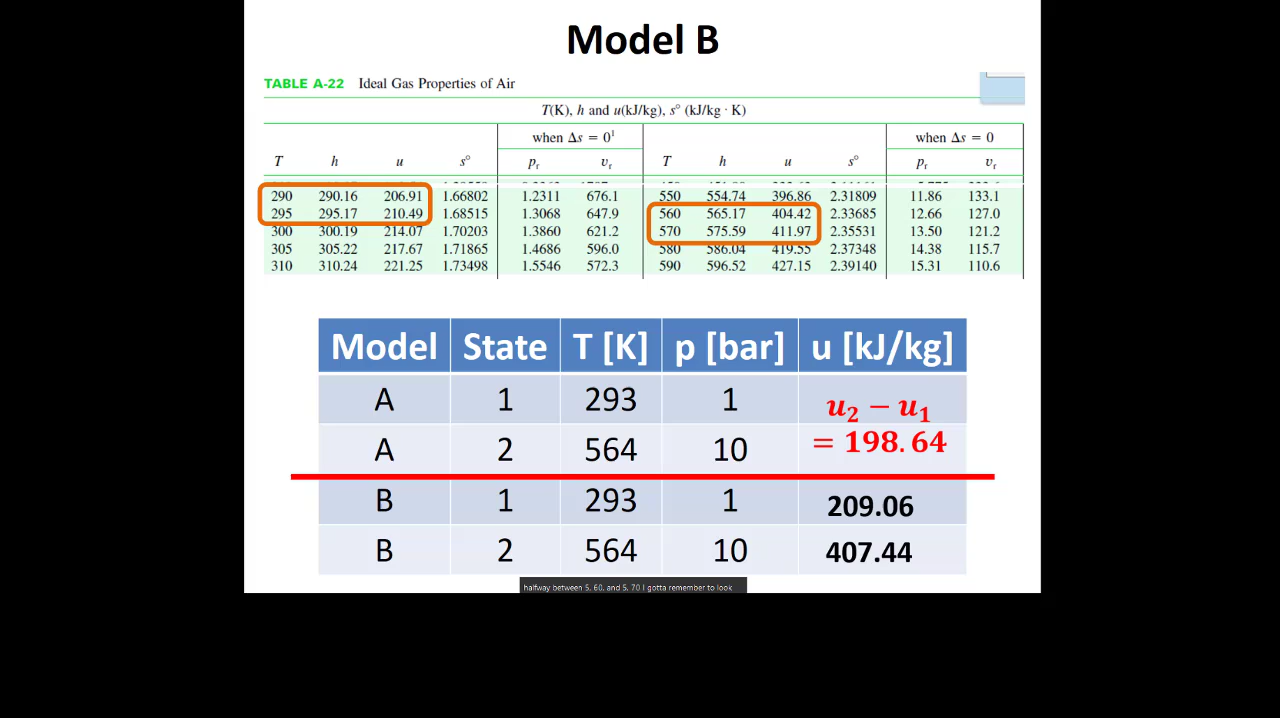 Model B
TABLE A-22 Ideal Gas Properties of Air
T(K), h and u(kJ/kg), s° (kJ/kg · K)
when Δs = 0¹ when Δs = 0
T h u s° pr υr T h u s° pr υr
290 290.16 206.91 1.66802 1.2311 676.1 550 554.74 396.86 2.31809 11.86 133.1
295 295.17 210.49 1.68515 1.3068 647.9 560 565.17 404.42 2.33685 12.66 127.0
300 300.19 214.07 1.70203 1.3860 621.2 570 575.59 411.97 2.35531 13.50 121.2
305 305.22 217.67 1.71865 1.4686 596.0 580 586.04 419.55 2.37348 14.38 115.7
310 310.24 221.25 1.73498 1.5546 572.3 590 596.52 427.15 2.39140 15.31 110.6
Model State T [K] p [bar] u [kJ/kg]
A 1 293 1 u₂ − u₁
A 2 564 10 = 198.64
B 1 293 1 209.06
B 2 564 10 407.44
halfway between 5, 60, and 5, 70 I gotta remember to look